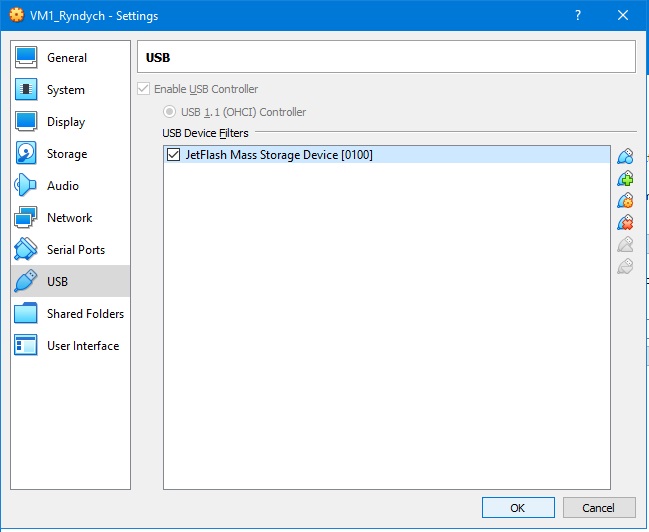 VM1_Ryndych - Settings
?
General
System
Display
Storage
Audio
Network
Serial Ports
USB
Shared Folders
User Interface
USB
Enable USB Controller
USB 1.1 (OHCI) Controller
USB Device Filters
JetFlash Mass Storage Device [0100]
OK
Cancel